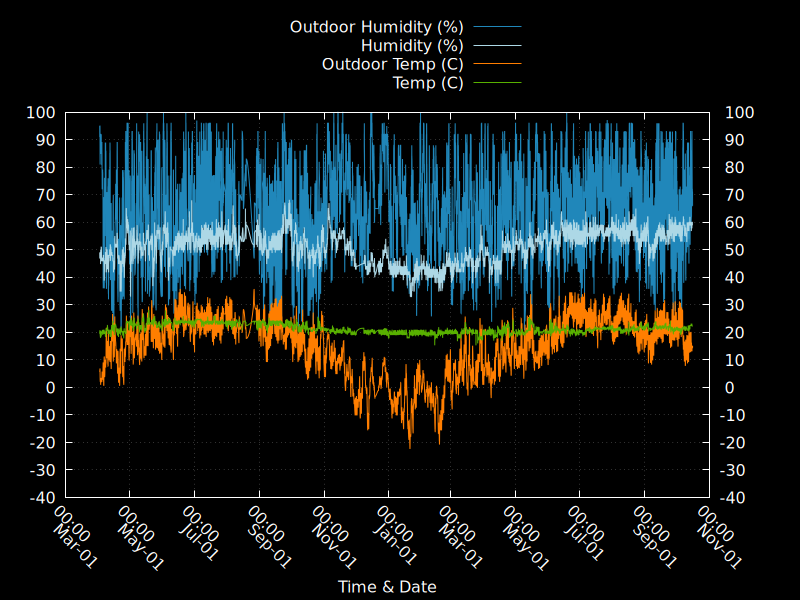 Outdoor Humidity (%)
Humidity (%)
Outdoor Temp (C)
Temp (C)
100 100
90 90
80 80
70 70
60 60
50 50
40 40
30 30
20 20
10 10
0 0
-10 -10
-20 -20
-30 -30
-40 -40
00:00 00:00 00:00 00:00 00:00 00:00 00:00 00:00 00:00 00:00 00:00
Mar-01 May-01 Jul-01 Sep-01 Nov-01 Jan-01 Mar-01 May-01 Jul-01 Sep-01 Nov-01
Time & Date